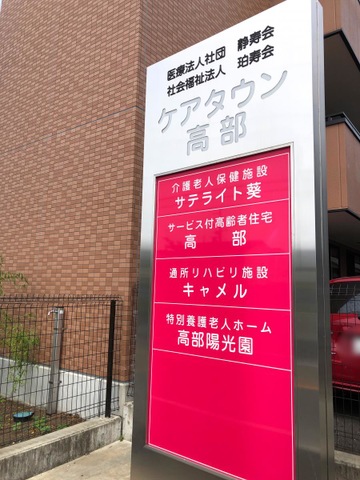 医療法人社団　静寿会
社会福祉法人　珀寿会
ケアタウン
高部
介護老人保健施設
サテライト葵
サービス付高齢者住宅
高　部
通所リハビリ施設
キャメル
特別養護老人ホーム
高部陽光園